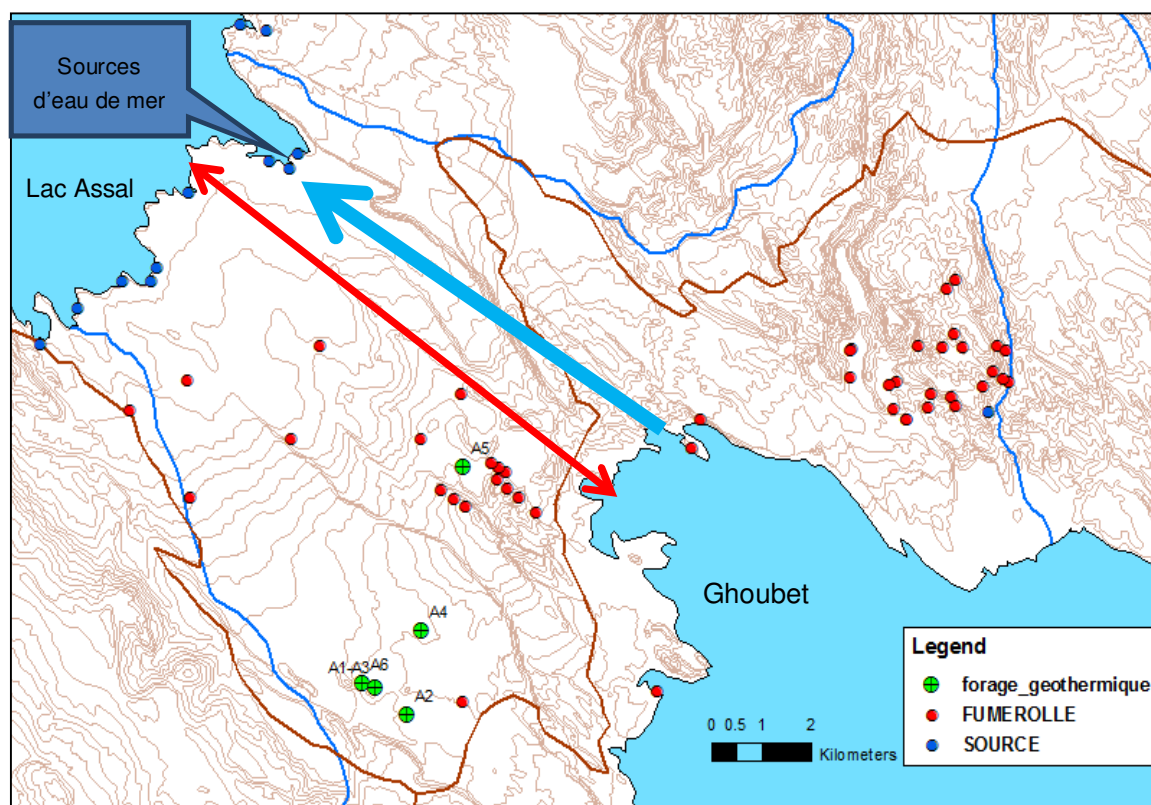 Sources
d'eau de mer
Lac Assal
A5
A4
A1-A3 A6
A2
Ghoubet
Legend
forage_geothermique
FUMEROLLE
SOURCE
0 0.5 1 2
Kilometers